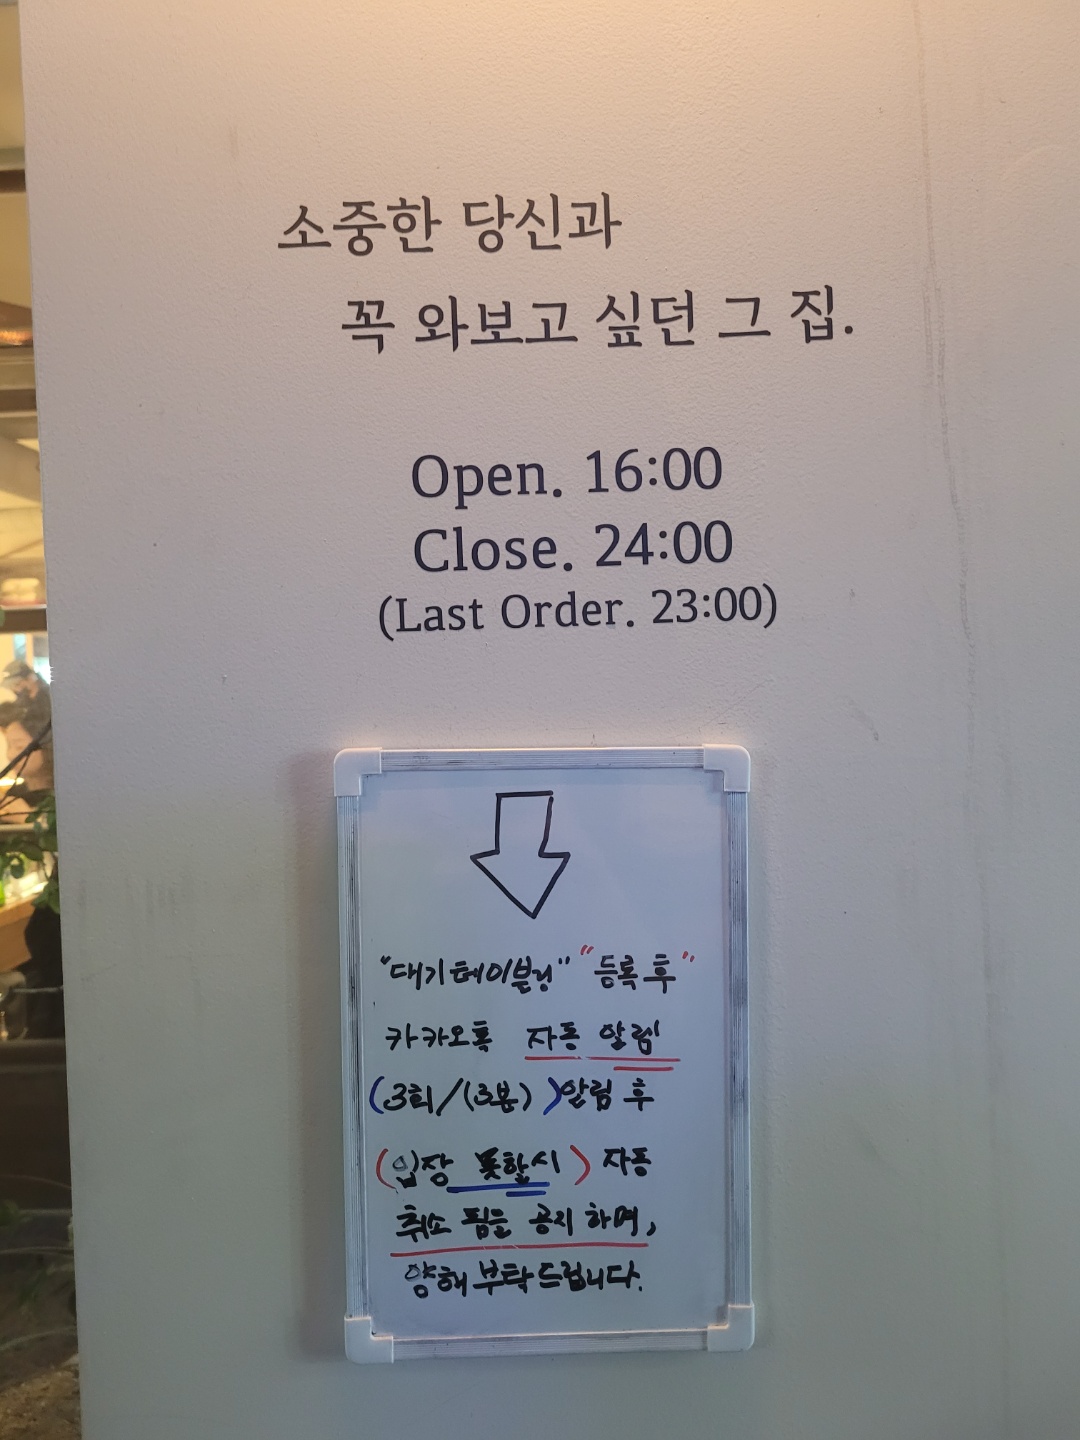 소중한 당신과
꼭 와보고 싶던 그 집.
Open. 16:00
Close. 24:00
(Last Order. 23:00)
"대기테이블링" "등록 후"
카카오톡 자동 알림!
(3회/(3분)) 알림 후
(입장 못할시) 자동
취소 됨을 공지 하며,
양해 부탁드립니다.